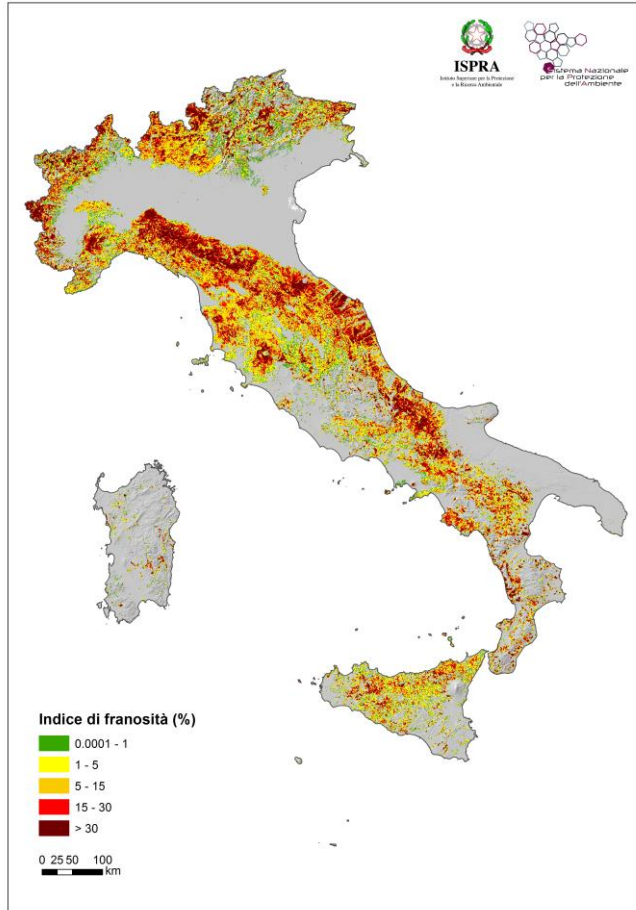 ISPRA
Istituto Superiore per la Protezione
e la Ricerca Ambientale
Sistema Nazionale
per la Protezione
dell'Ambiente
Indice di franosità (%)
0.0001 - 1
1 - 5
5 - 15
15 - 30
> 30
0 25 50 100
km